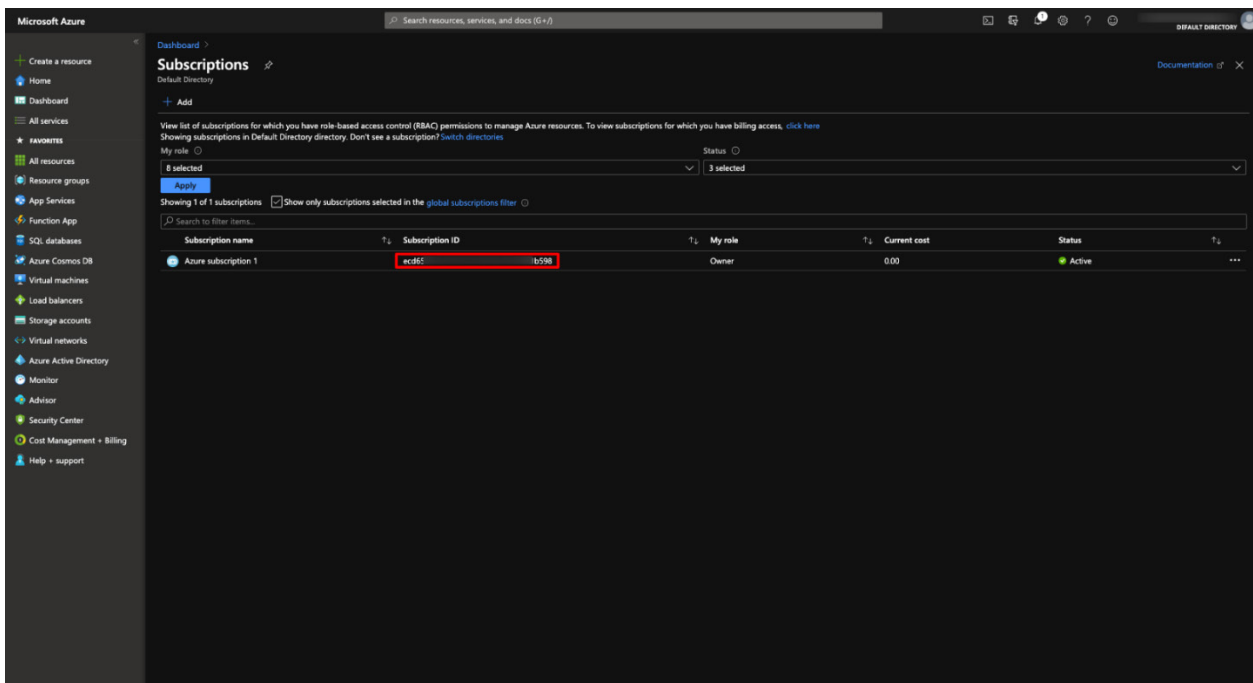 Microsoft Azure
Search resources, services, and docs (G+/)
1
DEFAULT DIRECTORY
Create a resource
Home
Dashboard
All services
FAVORITES
All resources
Resource groups
App Services
Function App
SQL databases
Azure Cosmos DB
Virtual machines
Load balancers
Storage accounts
Virtual networks
Azure Active Directory
Monitor
Advisor
Security Center
Cost Management + Billing
Help + support
Dashboard >
Subscriptions
Default Directory
Documentation
+ Add
View list of subscriptions for which you have role-based access control (RBAC) permissions to manage Azure resources. To view subscriptions for which you have billing access, click here
Showing subscriptions in Default Directory directory. Don't see a subscription? Switch directories
My role Status
8 selected 3 selected
Apply
Showing 1 of 1 subscriptions Show only subscriptions selected in the global subscriptions filter
Search to filter items...
Subscription name Subscription ID My role Current cost Status
Azure subscription 1 ecd65 b598 Owner 0.00 Active